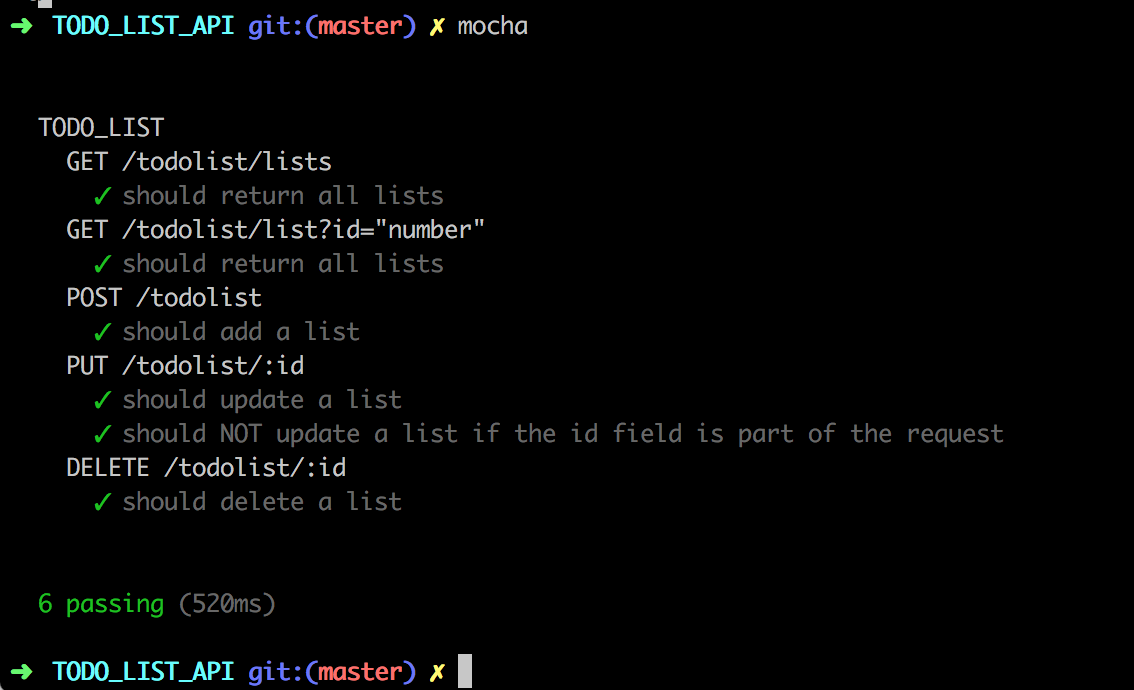 ➜ TODO_LIST_API git:(master) ✗ mocha
TODO_LIST
GET /todolist/lists
✓ should return all lists
GET /todolist/list?id="number"
✓ should return all lists
POST /todolist
✓ should add a list
PUT /todolist/:id
✓ should update a list
✓ should NOT update a list if the id field is part of the request
DELETE /todolist/:id
✓ should delete a list
6 passing (520ms)
➜ TODO_LIST_API git:(master) ✗